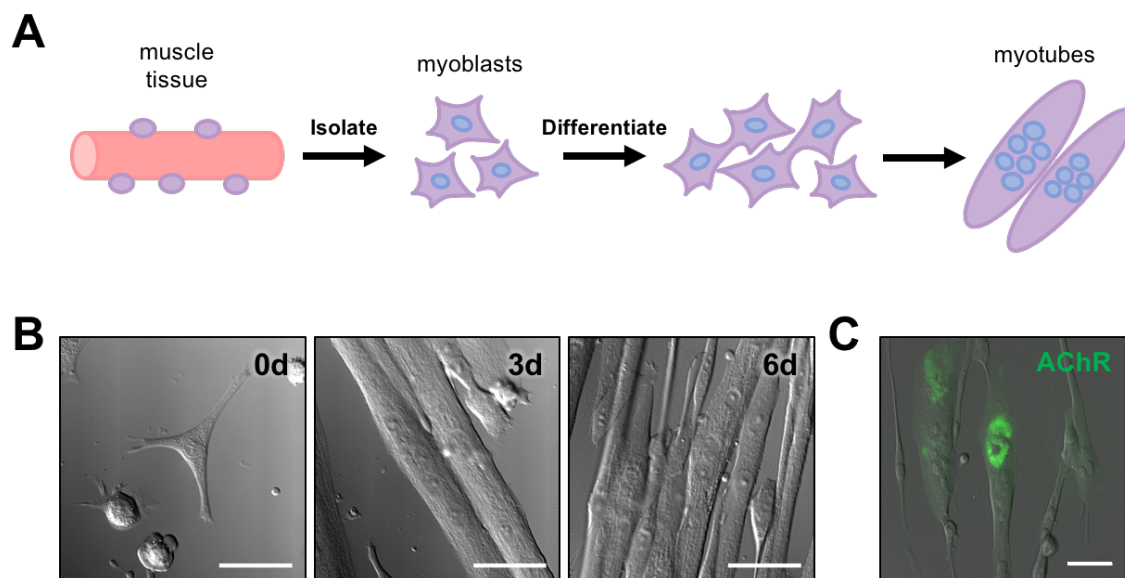 A
muscle
tissue
Isolate
myoblasts
Differentiate
myotubes
B
0d
3d
6d
C
AChR